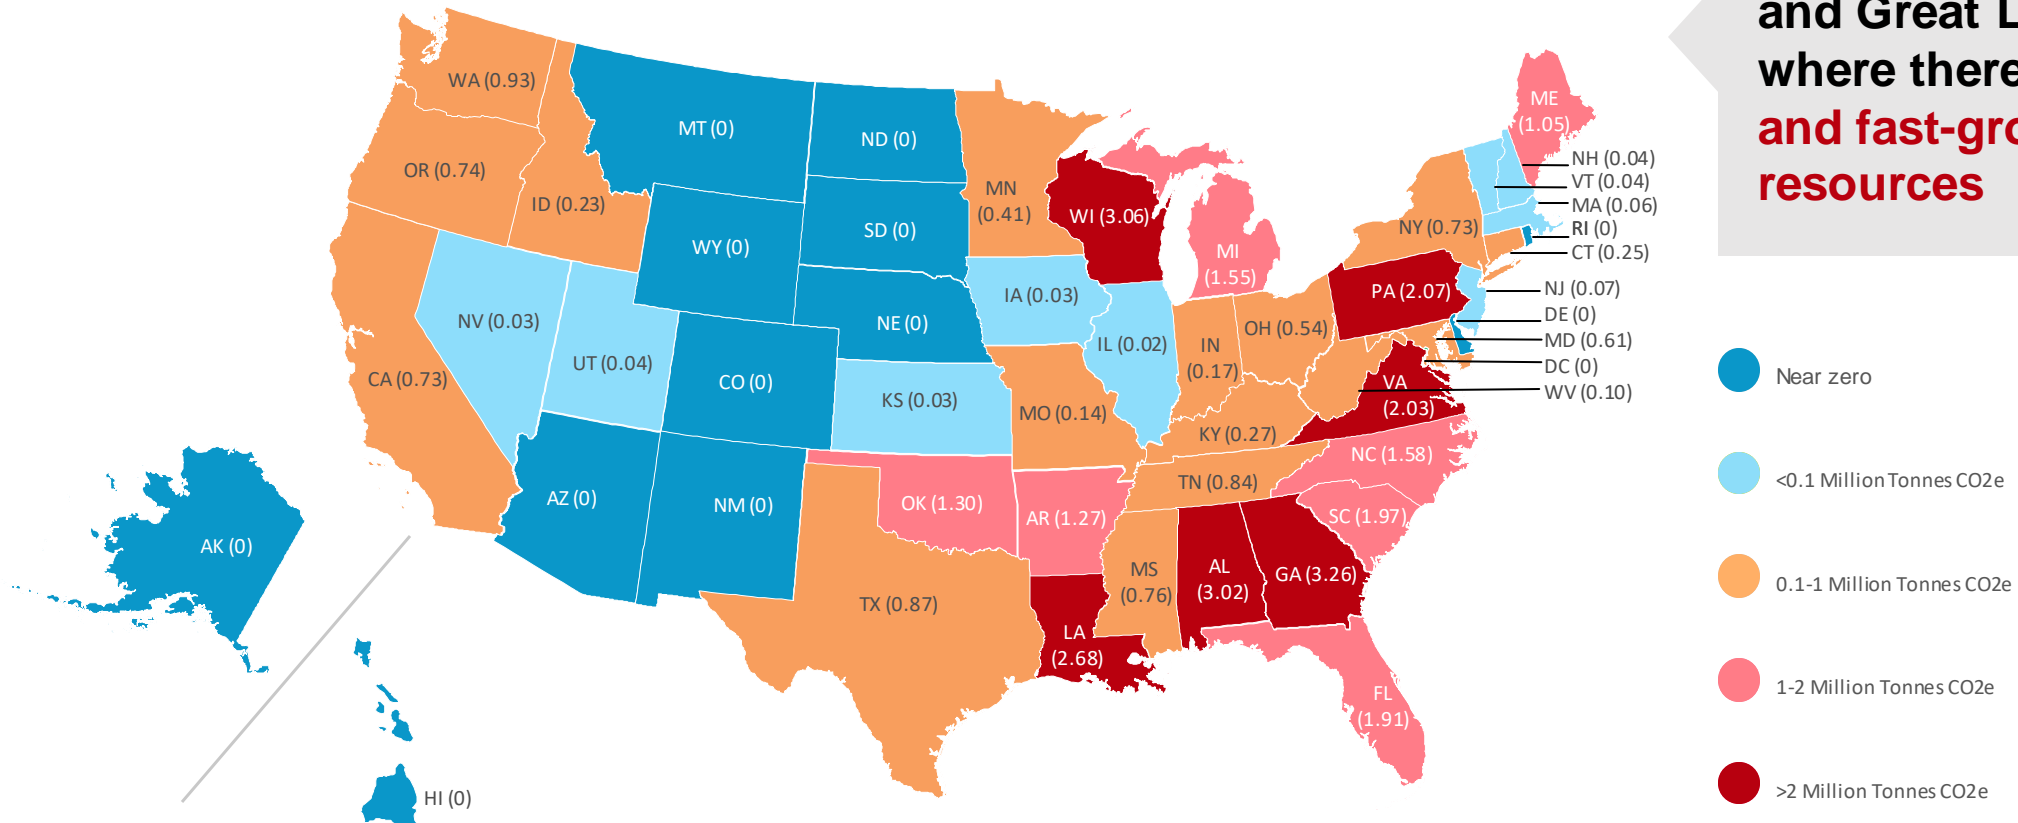 and Great L
where there
and fast-gro
resources
WA (0.93)
MT (0)
ND (0)
ME
(1.05)
OR (0.74)
ID (0.23)
MN
(0.41)
WI (3.06)
NH (0.04)
VT (0.04)
MA (0.06)
RI (0)
CT (0.25)
NY (0.73)
WY (0)
SD (0)
MI
(1.55)
IA (0.03)
PA (2.07)
NJ (0.07)
DE (0)
MD (0.61)
DC (0)
WV (0.10)
NV (0.03)
UT (0.04)
NE (0)
IL (0.02)
IN
(0.17)
OH (0.54)
CA (0.73)
CO (0)
KS (0.03)
MO (0.14)
KY (0.27)
VA
(2.03)
NC (1.58)
TN (0.84)
AZ (0)
NM (0)
OK (1.30)
AR (1.27)
SC (1.97)
AK (0)
MS
(0.76)
AL
(3.02)
GA (3.26)
TX (0.87)
LA
(2.68)
FL
(1.91)
HI (0)
Near zero
<0.1 Million Tonnes CO2e
0.1-1 Million Tonnes CO2e
1-2 Million Tonnes CO2e
>2 Million Tonnes CO2e